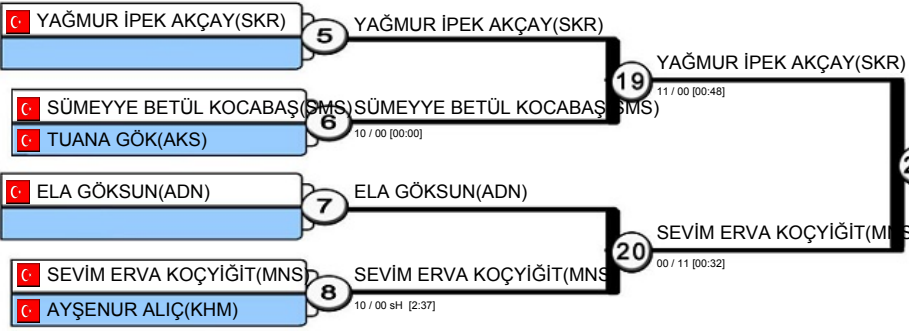 YAĞMUR İPEK AKÇAY(SKR)
5
YAĞMUR İPEK AKÇAY(SKR)
19
YAĞMUR İPEK AKÇAY(SKR)
11 / 00 [00:48]
SÜMEYYE BETÜL KOCABAŞ(SMS)
TUANA GÖK(AKS)
6
SÜMEYYE BETÜL KOCABAŞ(SMS)
10 / 00 [00:00]
ELA GÖKSUN(ADN)
7
ELA GÖKSUN(ADN)
20
SEVİM ERVA KOÇYİĞİT(MNS
00 / 11 [00:32]
SEVİM ERVA KOÇYİĞİT(MNS)
AYŞENUR ALIÇ(KHM)
8
SEVİM ERVA KOÇYİĞİT(MNS
10 / 00 sH [2:37]